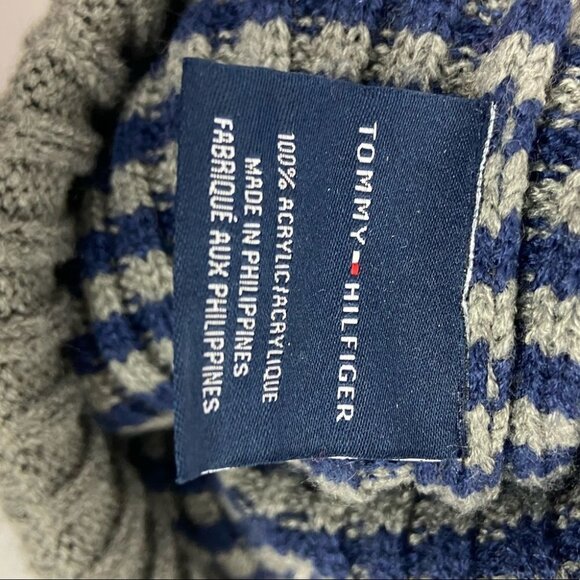 TOMMY HILFIGER
100% ACRYLIC/ACRYLIQUE
MADE IN PHILIPPINES
FABRIQUÉ AUX PHILIPPINES